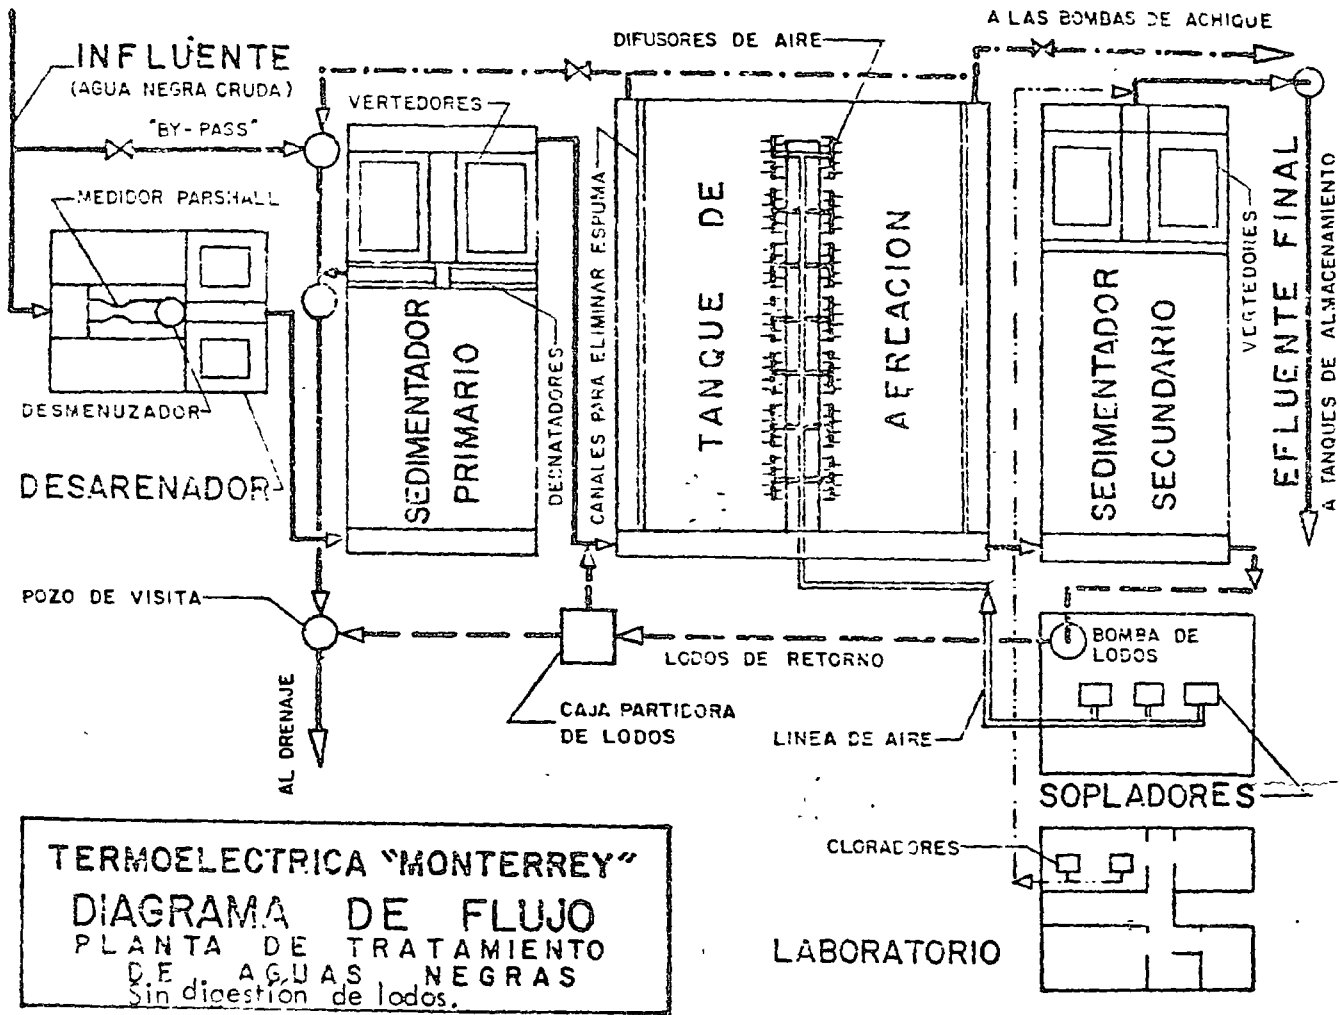 A LAS BOMBAS DE ACHIQUE
INFLUENTE
(AGUA NEGRA CRUDA)
DIFUSORES DE AIRE
VERTEDORES
"BY-PASS"
MEDIDOR PARSHALL
DESMENUZADOR
DESARENADOR
SEDIMENTADOR
PRIMARIO
DESNATADORES
CANALES PARA ELIMINAR ESPUMA
TANQUE DE
AEREACION
SEDIMENTADOR
SECUNDARIO
VERTEDORES
EFLUENTE FINAL
A TANQUES DE ALMACENAMIENTO
POZO DE VISITA
AL DRENAJE
LODOS DE RETORNO
CAJA PARTIDORA
DE LODOS
BOMBA DE
LODOS
LINEA DE AIRE
SOPLADORES
CLORADORES
LABORATORIO
TERMOELECTRICA "MONTERREY"
DIAGRAMA DE FLUJO
PLANTA DE TRATAMIENTO
DE AGUAS NEGRAS
Sin digestión de lodos.